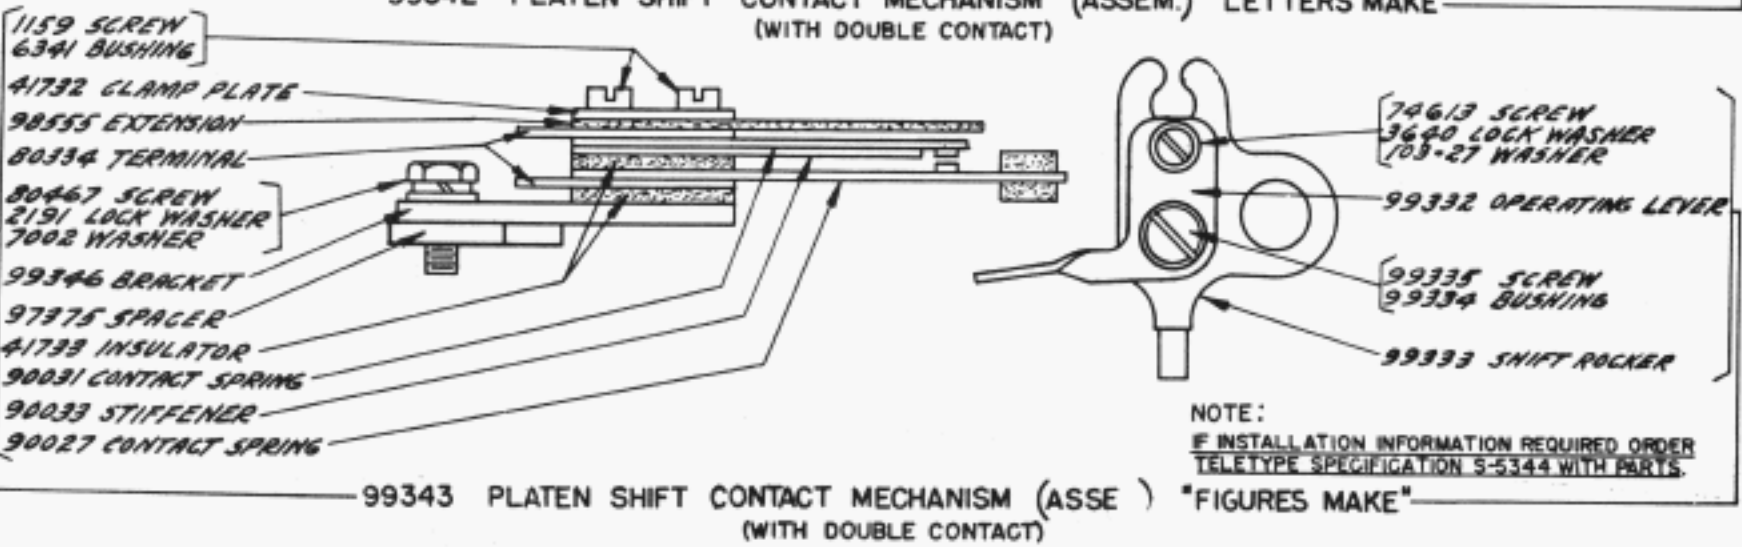 PLATEN SHIFT CONTACT MECHANISM (ASSEM.) LETTERS MAKE
(WITH DOUBLE CONTACT)
1159 SCREW
6341 BUSHING
41732 CLAMP PLATE
98555 EXTENSION
80334 TERMINAL
80467 SCREW
2191 LOCK WASHER
7002 WASHER
99346 BRACKET
97375 SPACER
41733 INSULATOR
90031 CONTACT SPRING
90033 STIFFENER
90027 CONTACT SPRING
74613 SCREW
3640 LOCK WASHER
103-27 WASHER
99332 OPERATING LEVER
99335 SCREW
99334 BUSHING
99333 SHIFT ROCKER
NOTE:
IF INSTALLATION INFORMATION REQUIRED ORDER
TELETYPE SPECIFICATION S-5344 WITH PARTS.
99343 PLATEN SHIFT CONTACT MECHANISM (ASSE ) "FIGURES MAKE"
(WITH DOUBLE CONTACT)